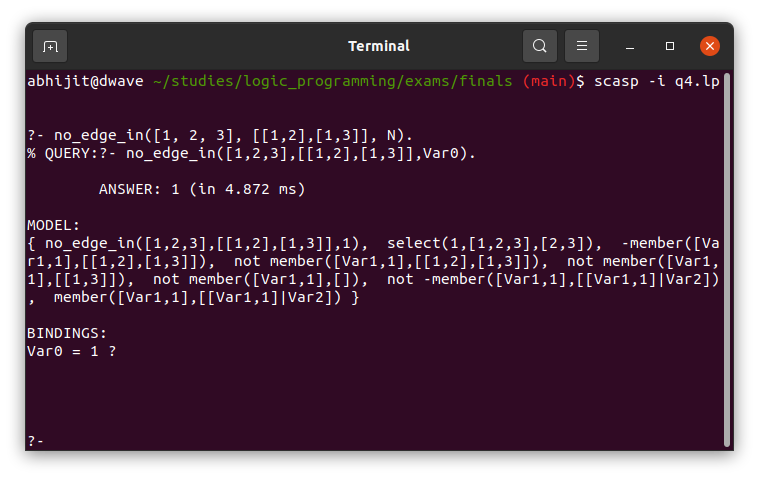 Terminal
abhijit@dwave ~/studies/logic_programming/exams/finals (main)$ scasp -i q4.lp
?- no_edge_in([1, 2, 3], [[1,2],[1,3]], N).
% QUERY:?- no_edge_in([1,2,3],[[1,2],[1,3]],Var0).
ANSWER: 1 (in 4.872 ms)
MODEL:
{ no_edge_in([1,2,3],[[1,2],[1,3]],1),  select(1,[1,2,3],[2,3]),  -member([Va
r1,1],[[1,2],[1,3]]),  not member([Var1,1],[[1,2],[1,3]]),  not member([Var1,
1],[[1,3]]),  not member([Var1,1],[]),  not -member([Var1,1],[[Var1,1]|Var2])
,  member([Var1,1],[[Var1,1]|Var2]) }
BINDINGS:
Var0 = 1 ?
?-